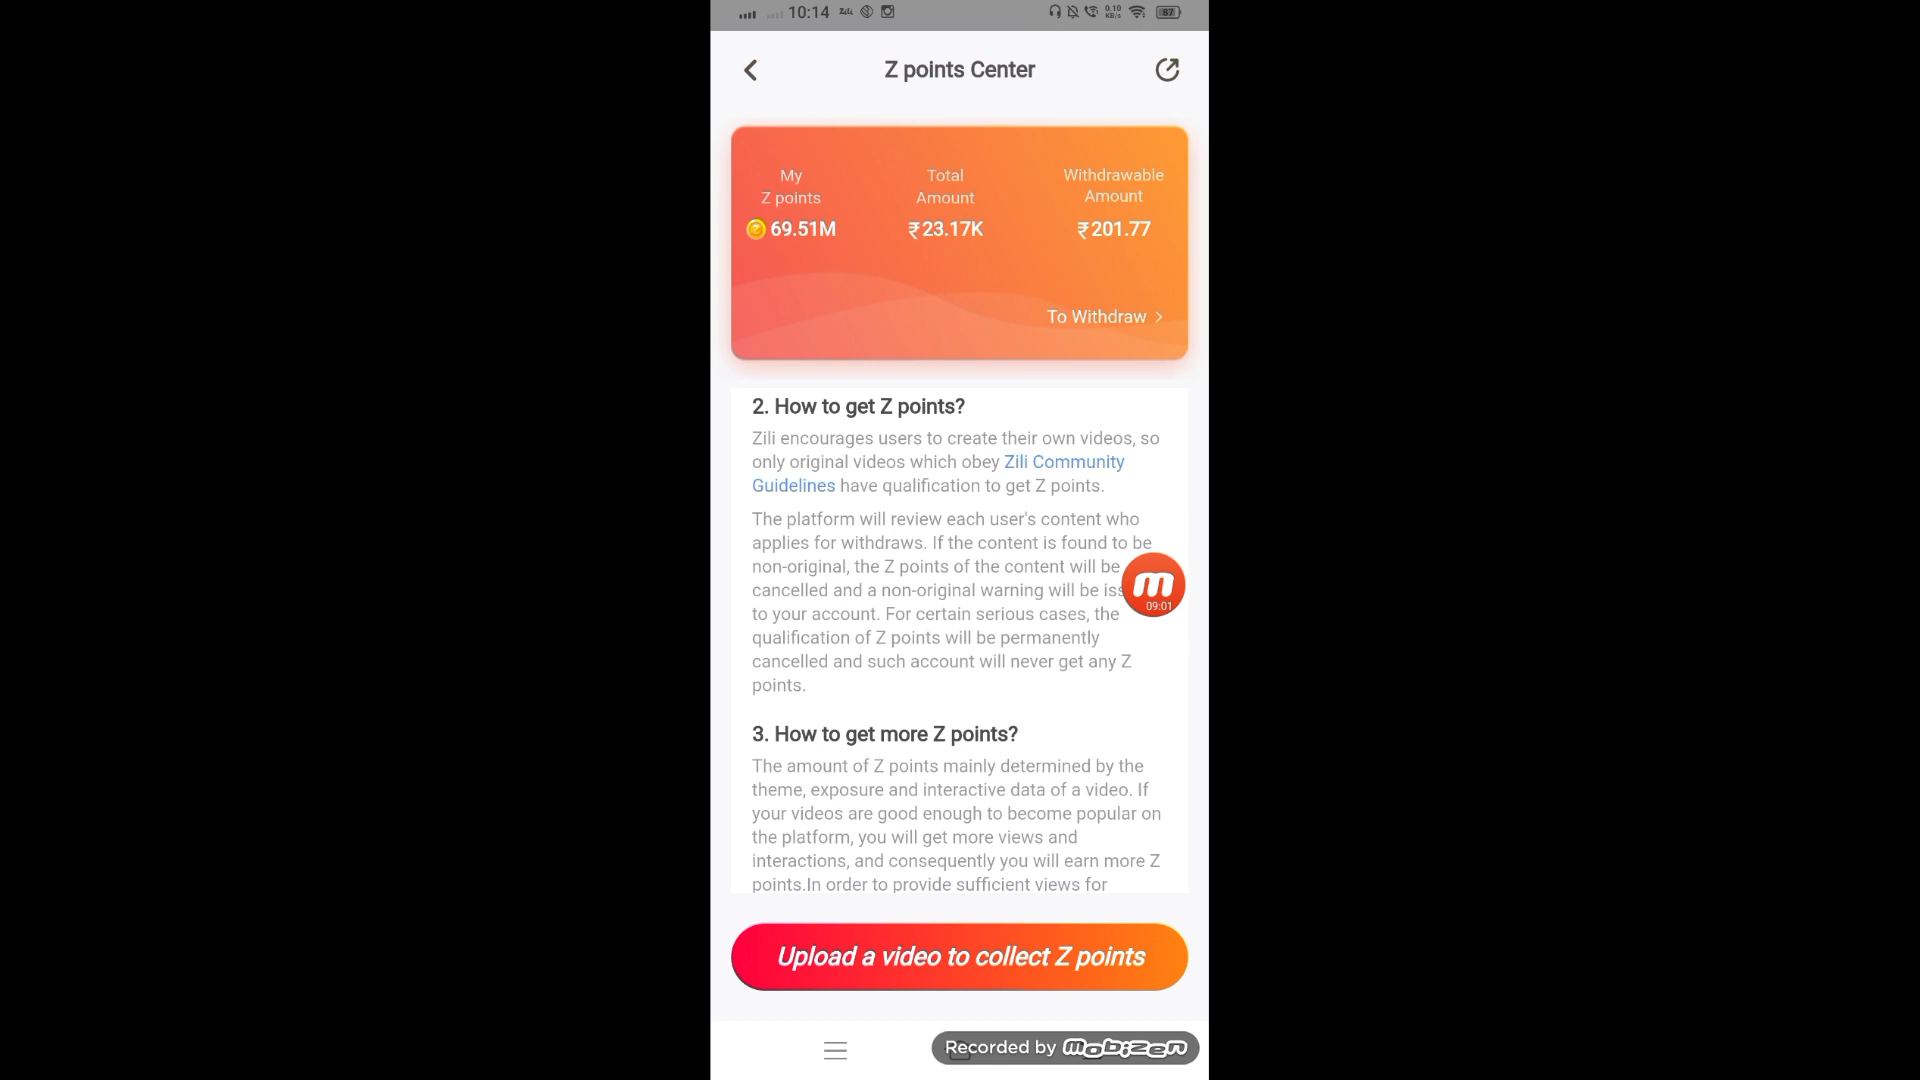 10:14 Zili 0.10 KB/s 87
Z points Center
My Z points
69.51M
Total Amount
₹23.17K
Withdrawable Amount
₹201.77
To Withdraw >
2. How to get Z points?
Zili encourages users to create their own videos, so
only original videos which obey Zili Community
Guidelines have qualification to get Z points.
The platform will review each user's content who
applies for withdraws. If the content is found to be
non-original, the Z points of the content will be
cancelled and a non-original warning will be
to your account. For certain serious cases, the
qualification of Z points will be permanently
cancelled and such account will never get any Z
points.
m
09:01
3. How to get more Z points?
The amount of Z points mainly determined by the
theme, exposure and interactive data of a video. If
your videos are good enough to become popular on
the platform, you will get more views and
interactions, and consequently you will earn more Z
points.In order to provide sufficient views for
Upload a video to collect Z points
Recorded by mobizen